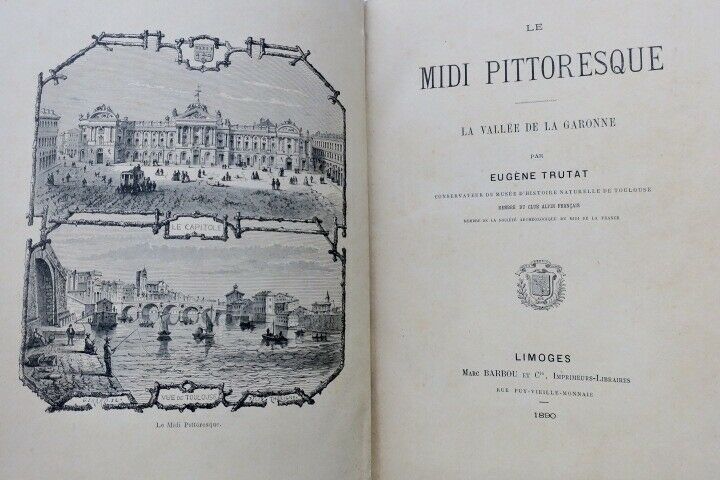 LE CAPITOLE
VUE DE TOULOUSE
Le Midi Pittoresque.
LE
MIDI PITTORESQUE
LA VALLÉE DE LA GARONNE
PAR
EUGÈNE TRUTAT
CONSERVATEUR DU MUSÉE D'HISTOIRE NATURELLE DE TOULOUSE
MEMBRE DU CLUB ALPIN-FRANÇAIS
MEMBRE DE LA SOCIÉTÉ ARCHÉOLOGIQUE DU MIDI DE LA FRANCE
LIMOGES
MARC BARBOU ET Cie, IMPRIMEURS-LIBRAIRES
RUE PUY-VIEILLE-MONNAIE
1890